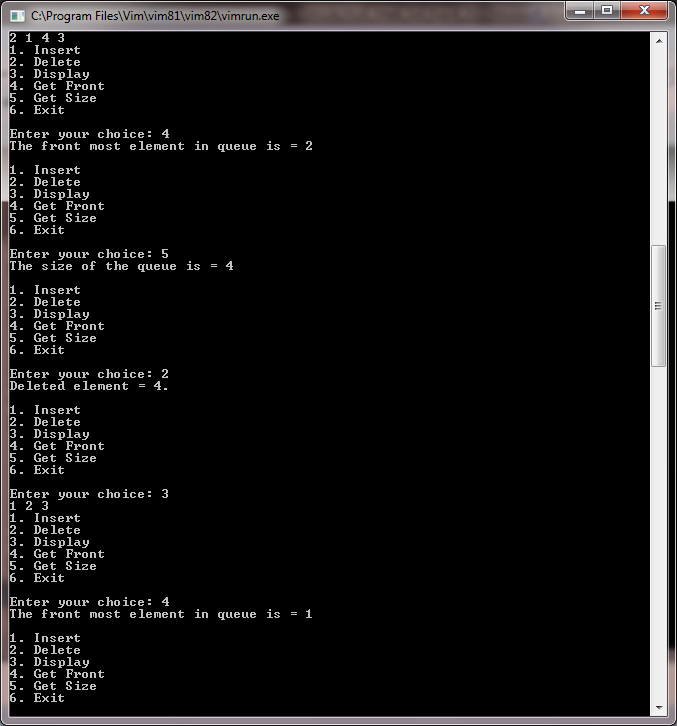 C:\Program Files\Vim\vim81\vim82\vimrun.exe
2 1 4 3
1. Insert
2. Delete
3. Display
4. Get Front
5. Get Size
6. Exit
Enter your choice: 4
The front most element in queue is = 2
1. Insert
2. Delete
3. Display
4. Get Front
5. Get Size
6. Exit
Enter your choice: 5
The size of the queue is = 4
1. Insert
2. Delete
3. Display
4. Get Front
5. Get Size
6. Exit
Enter your choice: 2
Deleted element = 4.
1. Insert
2. Delete
3. Display
4. Get Front
5. Get Size
6. Exit
Enter your choice: 3
1 2 3
1. Insert
2. Delete
3. Display
4. Get Front
5. Get Size
6. Exit
Enter your choice: 4
The front most element in queue is = 1
1. Insert
2. Delete
3. Display
4. Get Front
5. Get Size
6. Exit